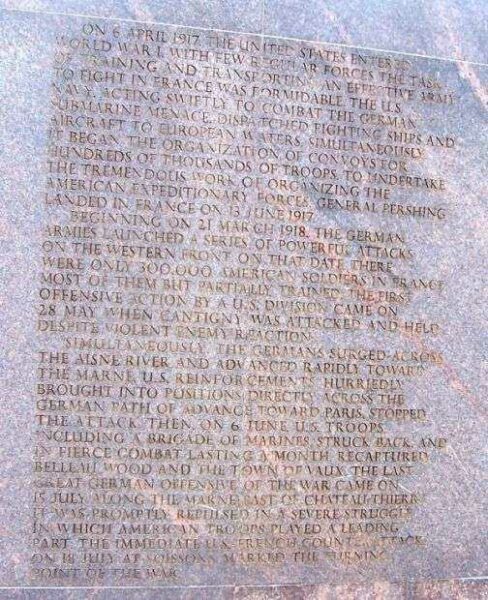 ON 6 APRIL 1917, THE UNITED STATES ENTERED
WORLD WAR I. WITH FEW REGULAR FORCES THE TASK
OF TRAINING AND TRANSPORTING AN EFFECTIVE ARMY
TO FIGHT IN FRANCE WAS FORMIDABLE. THE U.S.
NAVY, ACTING SWIFTLY TO COMBAT THE GERMAN
SUBMARINE MENACE, DISPATCHED FIGHTING SHIPS AND
AIRCRAFT TO EUROPEAN WATERS. SIMULTANEOUSLY,
IT BEGAN THE ORGANIZATION OF CONVOYS FOR
HUNDREDS OF THOUSANDS OF TROOPS. TO UNDERTAKE
THE TREMENDOUS WORK OF ORGANIZING THE
AMERICAN EXPEDITIONARY FORCES, GENERAL PERSHING
LANDED IN FRANCE ON 13 JUNE 1917.
BEGINNING ON 21 MARCH 1918, THE GERMAN
ARMIES LAUNCHED A SERIES OF POWERFUL ATTACKS
ON THE WESTERN FRONT. ON THAT DATE THERE
WERE ONLY 300,000 AMERICAN SOLDIERS IN FRANCE
MOST OF THEM BUT PARTIALLY TRAINED. THE FIRST
OFFENSIVE ACTION BY A U.S. DIVISION CAME ON
28 MAY WHEN CANTIGNY WAS ATTACKED AND HELD
DESPITE VIOLENT ENEMY REACTION.
SIMULTANEOUSLY THE GERMANS SURGED ACROSS
THE AISNE RIVER AND ADVANCED RAPIDLY TOWARD
THE MARNE. U.S. REINFORCEMENTS HURRIEDLY
BROUGHT INTO POSITIONS DIRECTLY ACROSS THE
GERMAN PATH OF ADVANCE TOWARD PARIS, STOPPED
THE ATTACK. THEN, ON 6 JUNE U.S. TROOPS,
INCLUDING A BRIGADE OF MARINES, STRUCK BACK, AND
IN FIERCE COMBAT LASTING A MONTH, RECAPTURED
BELLEAU WOOD AND THE TOWN OF VAUX. THE LAST
GREAT GERMAN OFFENSIVE OF THE WAR CAME ON
15 JULY ALONG THE MARNE EAST OF CHATEAU-THIERRY.
IT WAS PROMPTLY REPULSED IN A SEVERE STRUGGLE
IN WHICH AMERICAN TROOPS PLAYED A LEADING
PART. THE IMMEDIATE U.S.-FRENCH COUNTERATTACK
ON 18 JULY AT SOISSONS MARKED THE TURNING
POINT OF THE WAR.